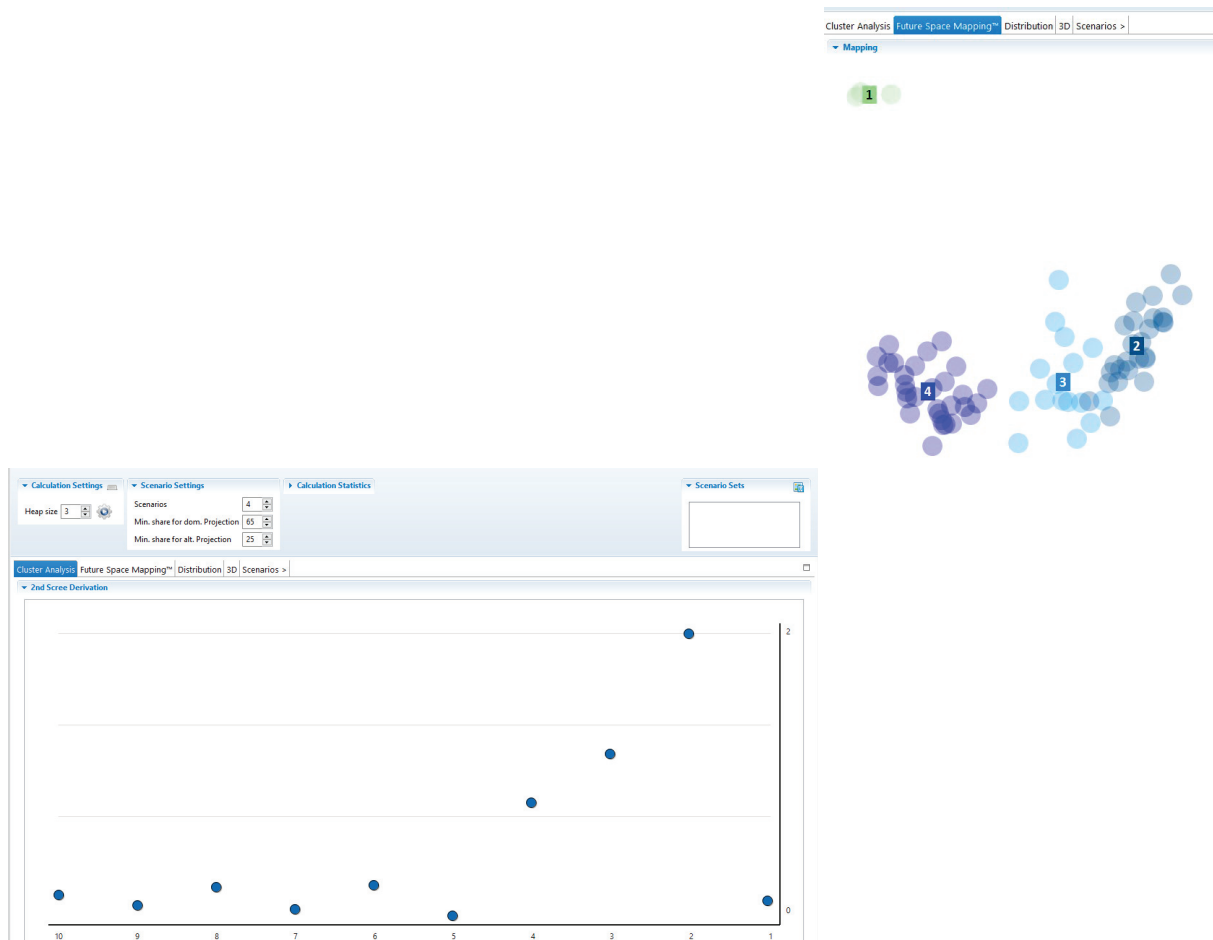 Cluster Analysis Future Space Mapping™ Distribution 3D Scenarios >
Mapping
1
2
3
4
Calculation Settings
Heap size 3
Scenario Settings
Scenarios 4
Min. share for dom. Projection 65
Min. share for alt. Projection 25
Calculation Statistics
Scenario Sets
Cluster Analysis Future Space Mapping™ Distribution 3D Scenarios >
2nd Scree Derivation
2
0
10 9 8 7 6 5 4 3 2 1